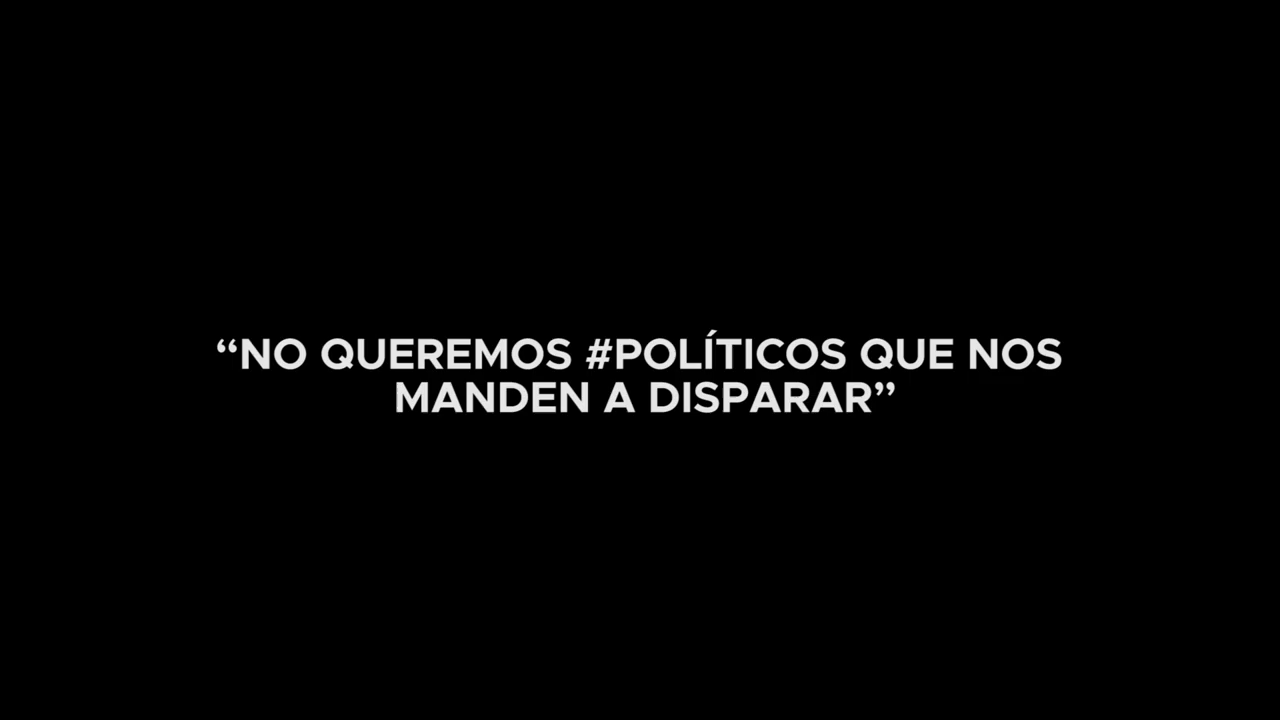 “NO QUEREMOS #POLÍTICOS QUE NOS
MANDEN A DISPARAR”